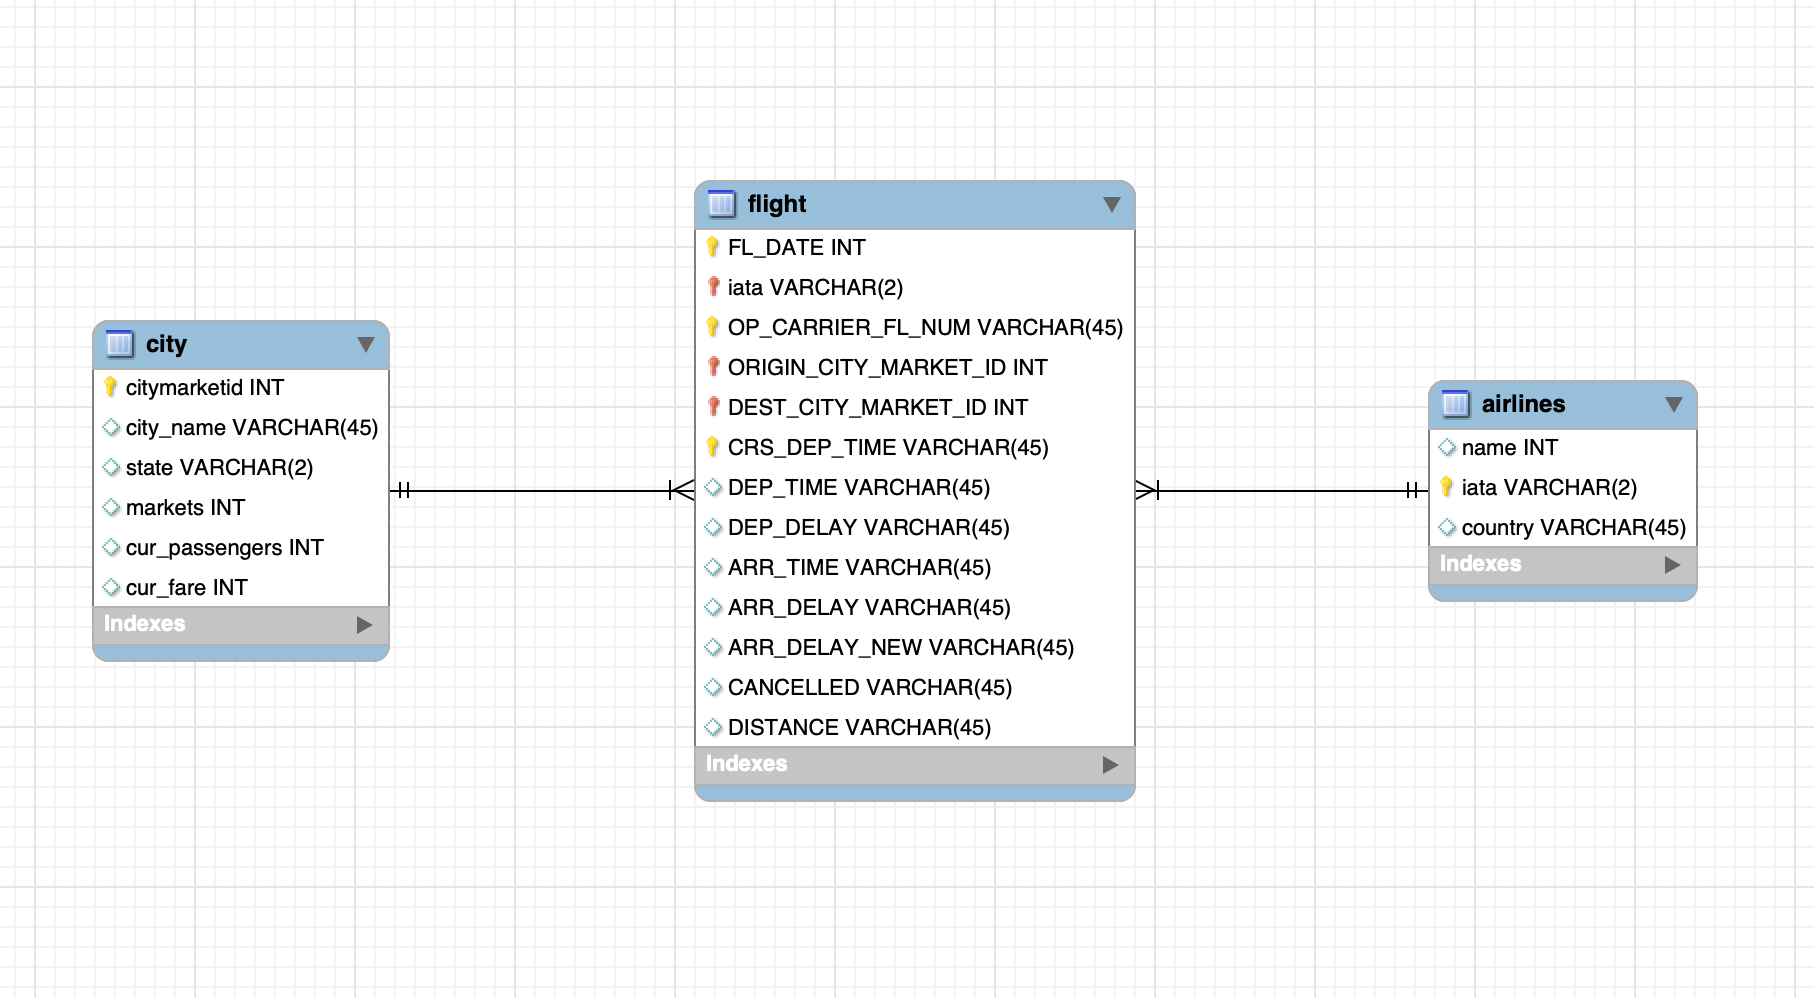 city
citymarketid INT
city_name VARCHAR(45)
state VARCHAR(2)
markets INT
cur_passengers INT
cur_fare INT
Indexes
flight
FL_DATE INT
iata VARCHAR(2)
OP_CARRIER_FL_NUM VARCHAR(45)
ORIGIN_CITY_MARKET_ID INT
DEST_CITY_MARKET_ID INT
CRS_DEP_TIME VARCHAR(45)
DEP_TIME VARCHAR(45)
DEP_DELAY VARCHAR(45)
ARR_TIME VARCHAR(45)
ARR_DELAY VARCHAR(45)
ARR_DELAY_NEW VARCHAR(45)
CANCELLED VARCHAR(45)
DISTANCE VARCHAR(45)
Indexes
airlines
name INT
iata VARCHAR(2)
country VARCHAR(45)
Indexes